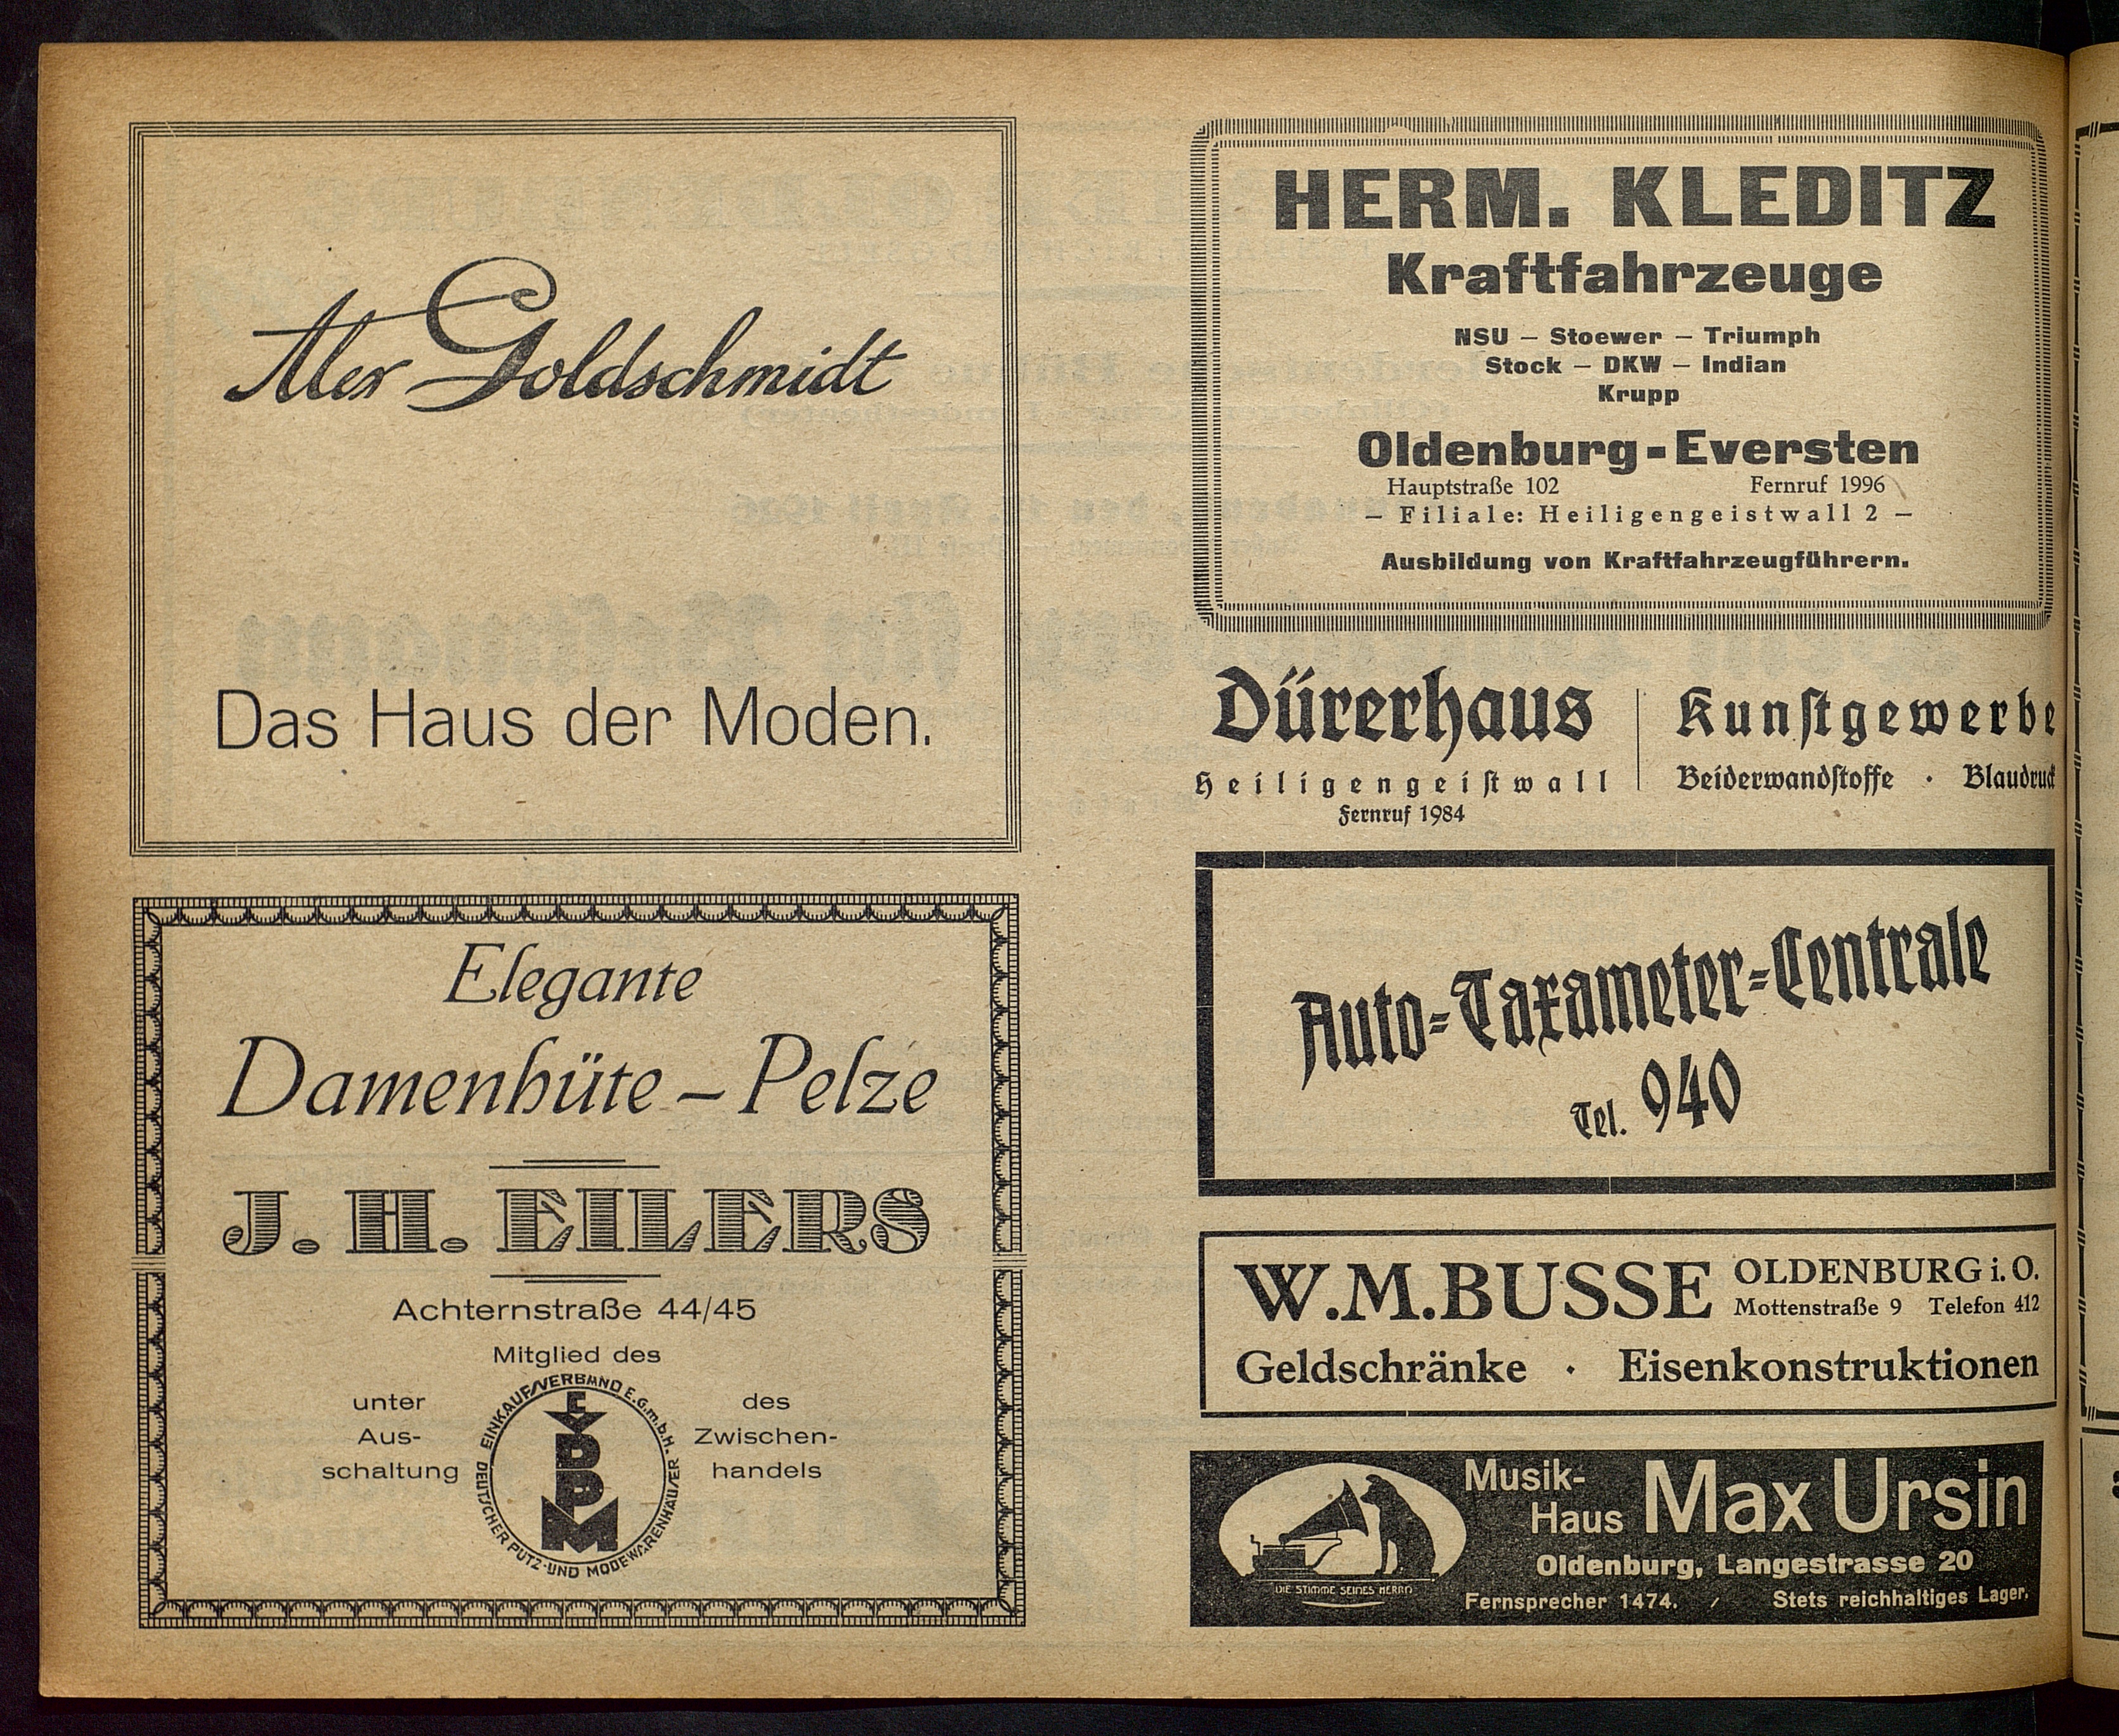 Alex Goldschmidt
Das Haus der Moden.
Elegante
Damenhüte – Pelze
J. H. EILERS
Achternstraße 44/45
Mitglied des
unter
Aus-
schaltung
EINKAUFSVERBAND E.G.m.b.H.
DEUTSCHER PUTZ- UND MODEWARENHÄUSER
EVDPM
des
Zwischen-
handels
HERM. KLEDITZ
Kraftfahrzeuge
NSU – Stoewer – Triumph
Stock – DKW – Indian
Krupp
Oldenburg-Eversten
Hauptstraße 102 Fernruf 1996
– Filiale: Heiligengeistwall 2 –
Ausbildung von Kraftfahrzeugführern.
Dürerhaus
Heiligengeiſtwall
Fernruf 1984
Kunſtgewerbe
Beiderwandſtoffe · Blaudruck
Auto-Taxameter-Centrale
Tel. 940
W.M.BUSSE OLDENBURG i. O.
Mottenstraße 9 Telefon 412
Geldschränke · Eisenkonstruktionen
Musik-
Haus Max Ursin
Oldenburg, Langestrasse 20
Fernsprecher 1474. / Stets reichhaltiges Lager.
DIE STIMME SEINES HERRN